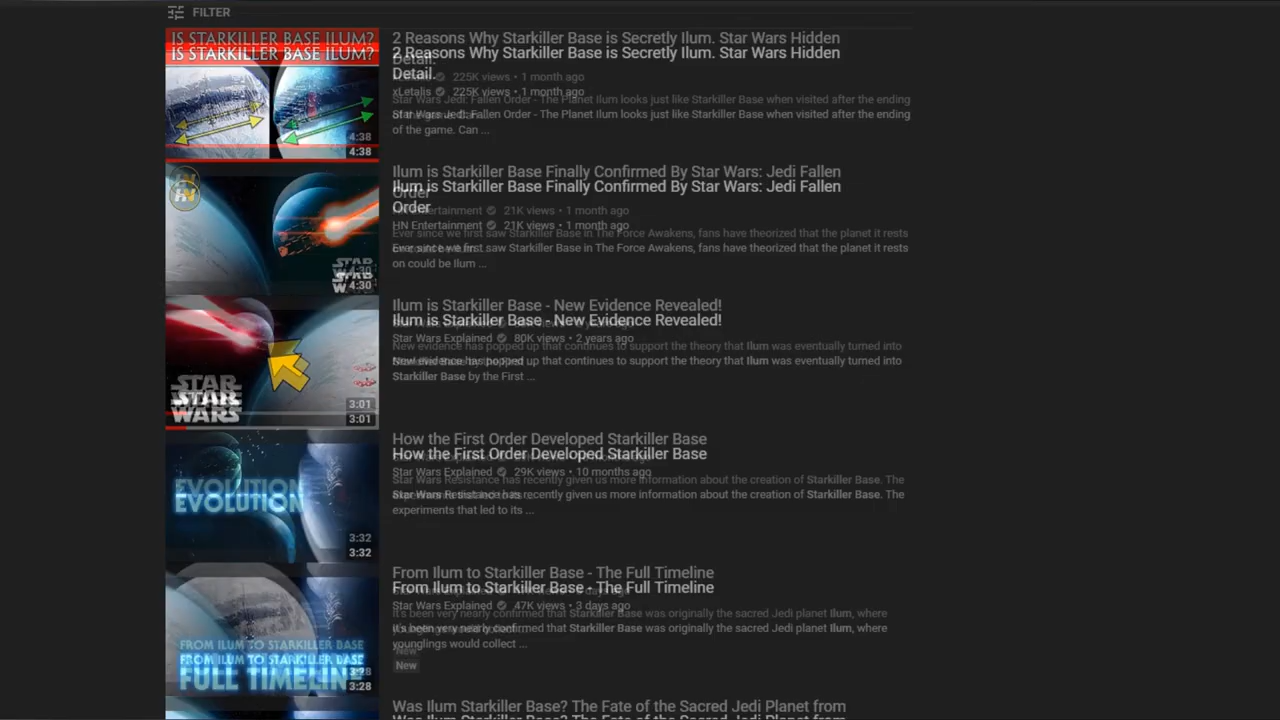 FILTER
IS STARKILLER BASE ILUM?
4:38
2 Reasons Why Starkiller Base is Secretly Ilum. Star Wars Hidden
Detail.
xLetalis 225K views • 1 month ago
Star Wars Jedi: Fallen Order - The Planet Ilum looks just like Starkiller Base when visited after the ending
of the game. Can ...
HN
STAR WARS
4:30
Ilum is Starkiller Base Finally Confirmed By Star Wars: Jedi Fallen
Order
HN Entertainment 21K views • 1 month ago
Ever since we first saw Starkiller Base in The Force Awakens, fans have theorized that the planet it rests
on could be Ilum ...
STAR WARS
3:01
Ilum is Starkiller Base - New Evidence Revealed!
Star Wars Explained 80K views • 2 years ago
New evidence has popped up that continues to support the theory that Ilum was eventually turned into
Starkiller Base by the First ...
EVOLUTION
3:32
How the First Order Developed Starkiller Base
Star Wars Explained 29K views • 10 months ago
Star Wars Resistance has recently given us more information about the creation of Starkiller Base. The
experiments that led to its ...
FROM ILUM TO STARKILLER BASE
FULL TIMELINE
3:28
From Ilum to Starkiller Base - The Full Timeline
Star Wars Explained 47K views • 3 days ago
It's been very nearly confirmed that Starkiller Base was originally the sacred Jedi planet Ilum, where
younglings would collect ...
New
Was Ilum Starkiller Base? The Fate of the Sacred Jedi Planet from